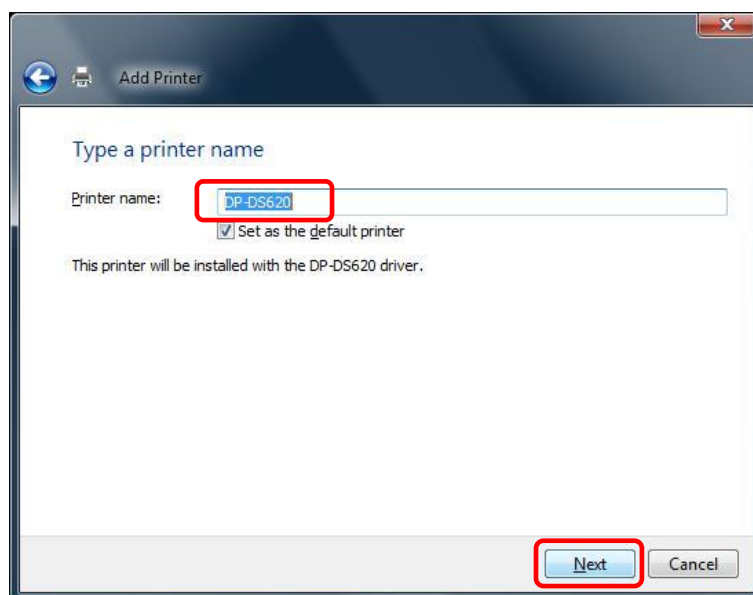 Add Printer
Type a printer name
Printer name: DP-DS620
Set as the default printer
This printer will be installed with the DP-DS620 driver.
Next Cancel